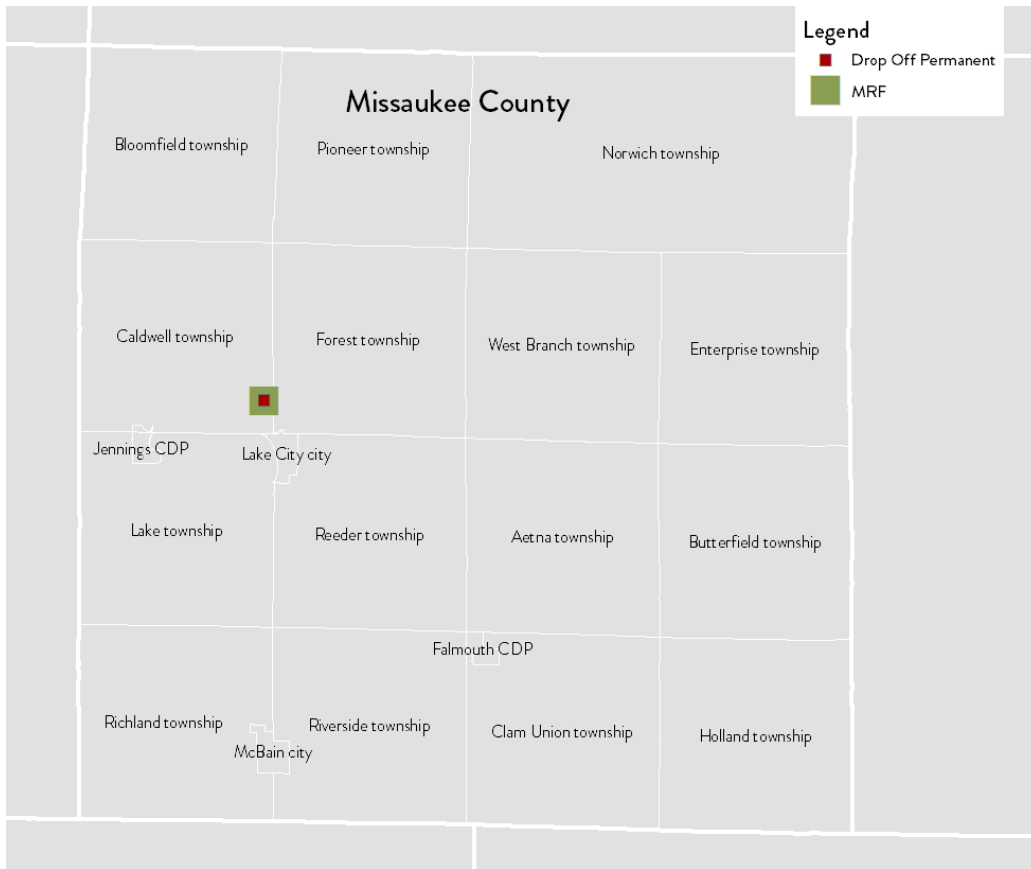 Legend
Drop Off Permanent
MRF
Missaukee County
Bloomfield township
Pioneer township
Norwich township
Caldwell township
Forest township
West Branch township
Enterprise township
Jennings CDP
Lake City city
Lake township
Reeder township
Aetna township
Butterfield township
Falmouth CDP
Richland township
Riverside township
Clam Union township
Holland township
McBain city